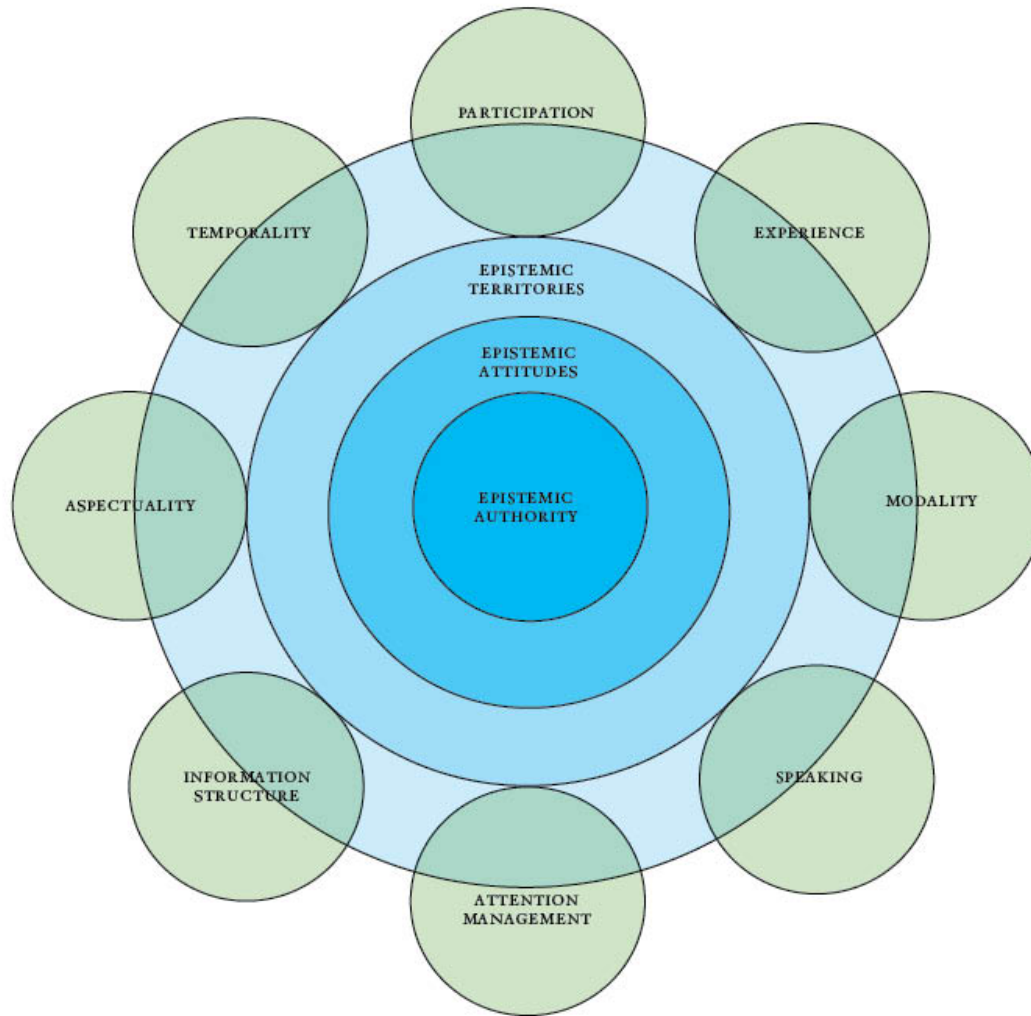 PARTICIPATION
TEMPORALITY
EXPERIENCE
EPISTEMIC
TERRITORIES
EPISTEMIC
ATTITUDES
ASPECTUALITY
EPISTEMIC
AUTHORITY
MODALITY
INFORMATION
STRUCTURE
SPEAKING
ATTENTION
MANAGEMENT